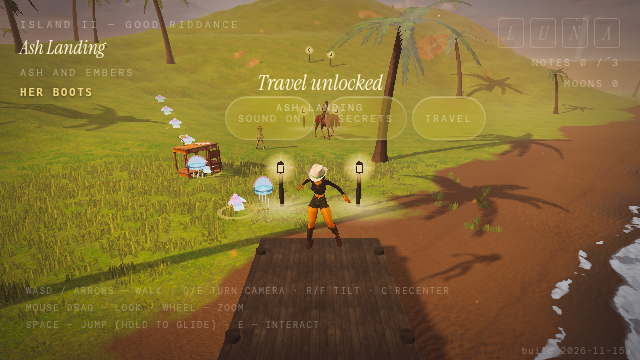 ISLAND II — GOOD RIDDANCE
Ash Landing
ASH AND EMBERS
HER BOOTS
LUNA
NOTES 0 / 3
MOONS 0
Travel unlocked
ASH LANDING
SOUND ON
SECRETS
TRAVEL
WASD / ARROWS — WALK / Q/E TURN CAMERA · R/F TILT · C RECENTER
MOUSE DRAG — LOOK / WHEEL — ZOOM
SPACE — JUMP (HOLD TO GLIDE) · E — INTERACT